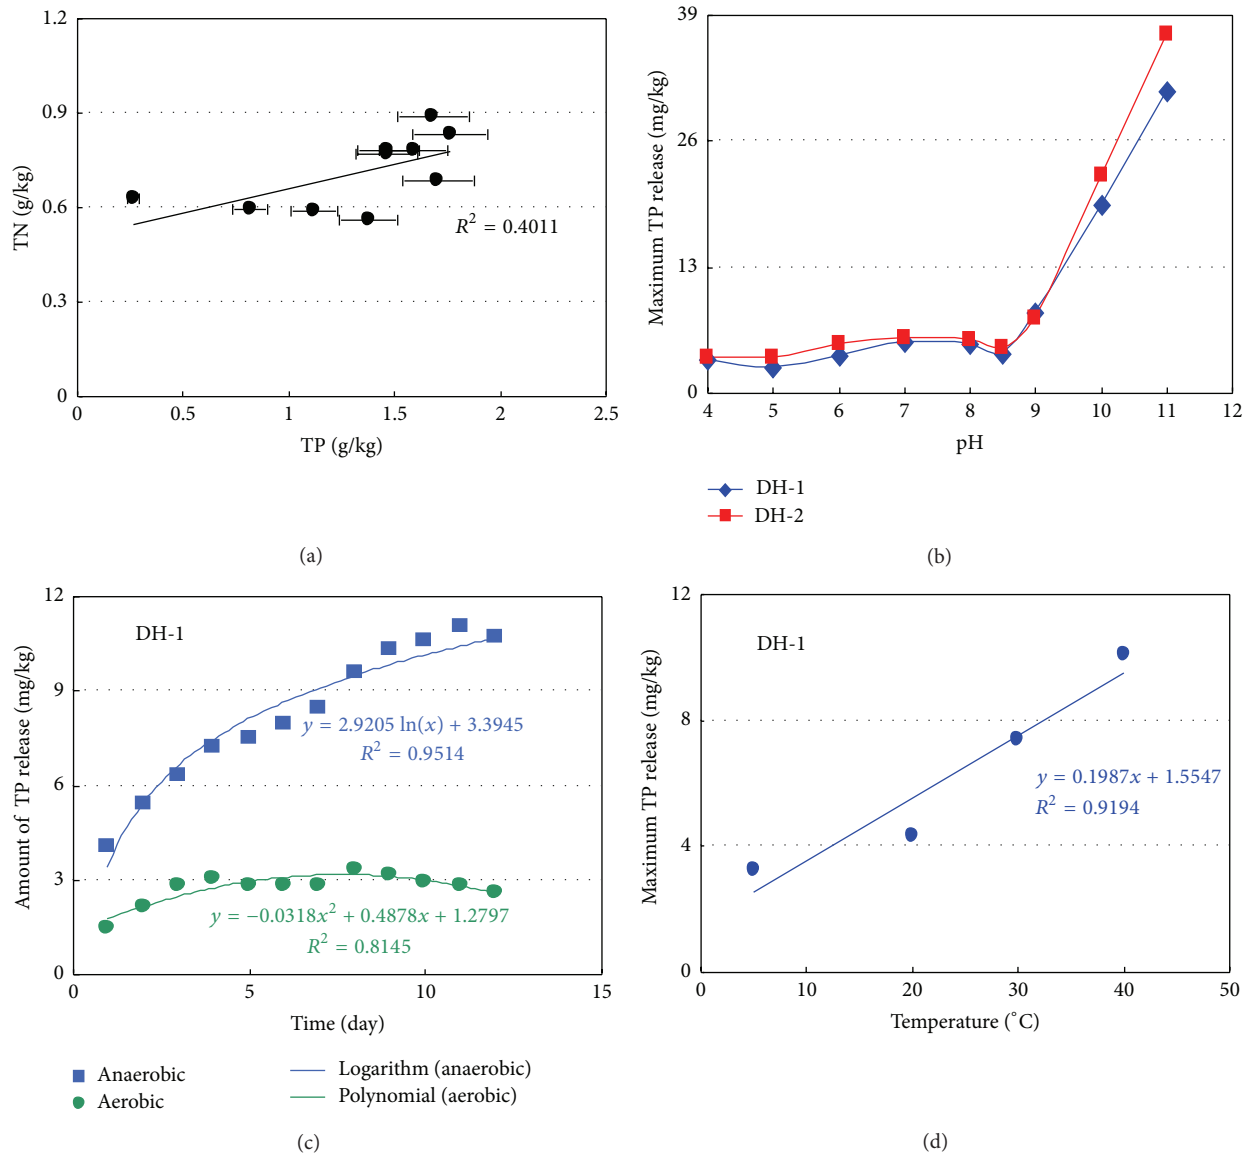 1.2
0.9
0.6
0.3
0
TN (g/kg)
R² = 0.4011
0 0.5 1 1.5 2 2.5
TP (g/kg)
(a)
39
26
13
0
Maximum TP release (mg/kg)
4 5 6 7 8 9 10 11 12
pH
DH-1
DH-2
(b)
12
9
6
3
0
Amount of TP release (mg/kg)
DH-1
y = 2.9205 ln(x) + 3.3945
R² = 0.9514
y = −0.0318x² + 0.4878x + 1.2797
R² = 0.8145
0 5 10 15
Time (day)
Anaerobic
Aerobic
Logarithm (anaerobic)
Polynomial (aerobic)
(c)
12
8
4
0
Maximum TP release (mg/kg)
DH-1
y = 0.1987x + 1.5547
R² = 0.9194
0 10 20 30 40 50
Temperature (°C)
(d)